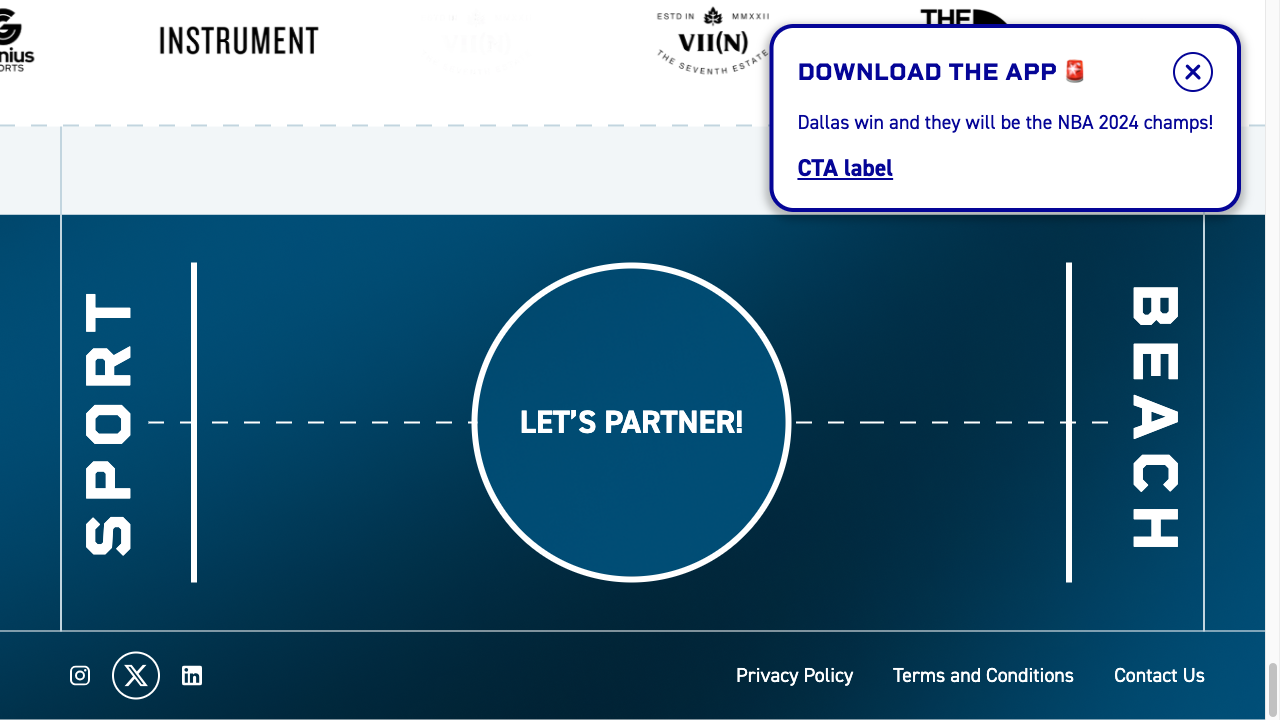 nius
ORTS
INSTRUMENT
ESTD IN MMXXII
VII(N)
THE SEVENTH ESTATE
THE
DOWNLOAD THE APP 🚨
Dallas win and they will be the NBA 2024 champs!
CTA label
SPORT
LET'S PARTNER!
BEACH
Privacy Policy
Terms and Conditions
Contact Us